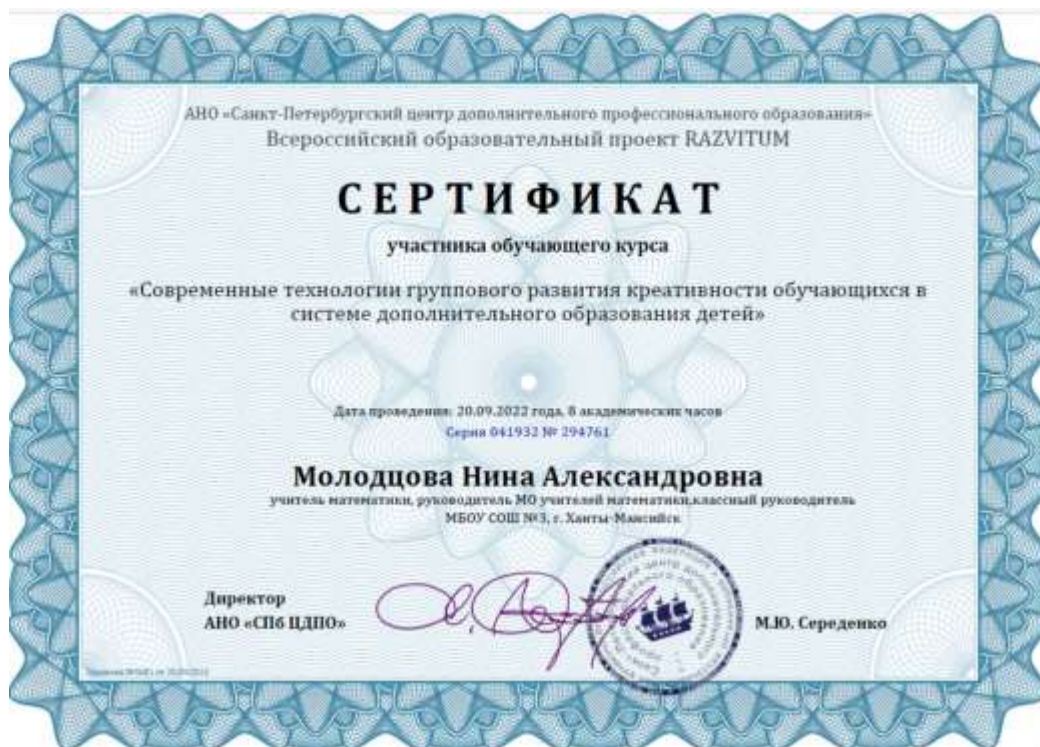 АНО «Санкт-Петербургский центр дополнительного профессионального образования»
Всероссийский образовательный проект RAZVITUM
СЕРТИФИКАТ
участника обучающего курса
«Современные технологии группового развития креативности обучающихся в
системе дополнительного образования детей»
Дата проведения: 20.09.2022 года, 8 академических часов
Серия 041932 № 294761
Молодцова Нина Александровна
учитель математики, руководитель МО учителей математики,классный руководитель
МБОУ СОШ №3, г. Ханты-Мансийск
Директор
АНО «СПб ЦДПО»
М.Ю. Середенко